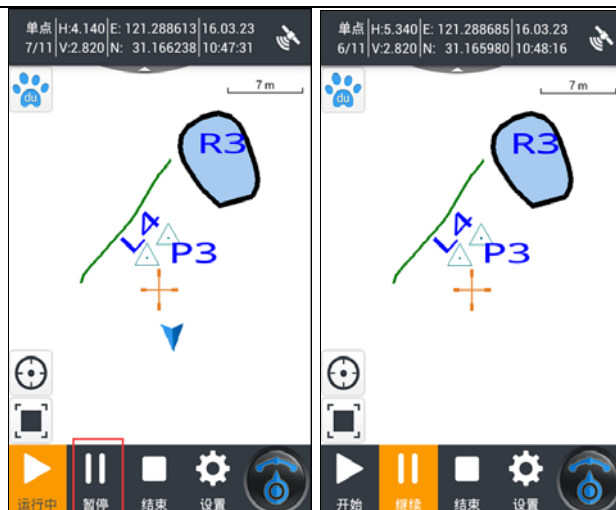 单点 H:4.140 E: 121.288613 16.03.23
7/11 V:2.820 N: 31.166238 10:47:31
du
7 m
R3
L4
P3
运行中 暂停 结束 设置
单点 H:5.340 E: 121.288685 16.03.23
6/11 V:2.820 N: 31.165980 10:48:16
du
7 m
R3
L4
P3
开始 继续 结束 设置